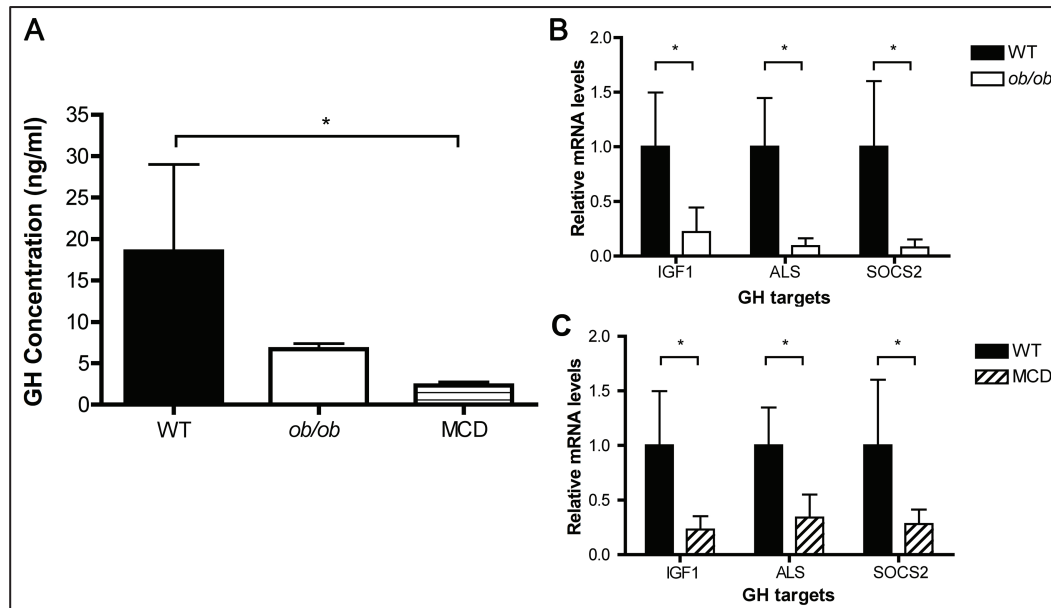 A
GH Concentration (ng/ml)
35
30
25
20
15
10
5
0
*
WT ob/ob MCD
B
Relative mRNA levels
2.0
1.5
1.0
0.5
0.0
* * *
IGF1 ALS SOCS2
GH targets
WT
ob/ob
C
Relative mRNA levels
2.0
1.5
1.0
0.5
0.0
* * *
IGF1 ALS SOCS2
GH targets
WT
MCD